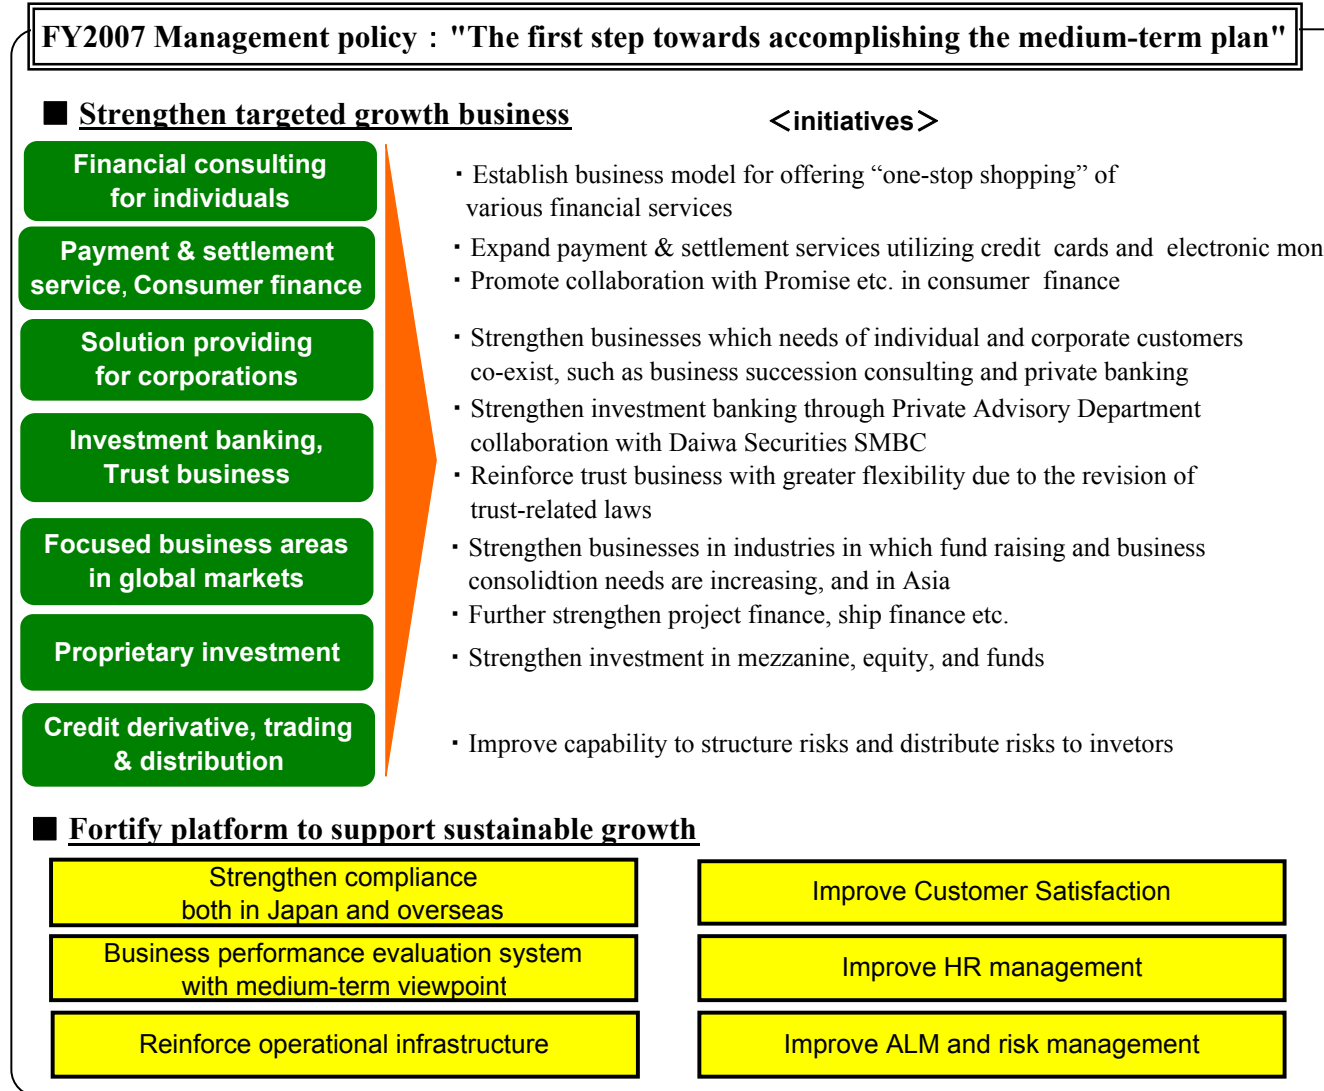 FY2007 Management policy : "The first step towards accomplishing the medium-term plan"
■ Strengthen targeted growth business
＜initiatives＞
Financial consulting
for individuals
・Establish business model for offering “one-stop shopping” of
various financial services
Payment & settlement
service, Consumer finance
・Expand payment & settlement services utilizing credit cards and electronic mon
・Promote collaboration with Promise etc. in consumer finance
Solution providing
for corporations
・Strengthen businesses which needs of individual and corporate customers
co-exist, such as business succession consulting and private banking
Investment banking,
Trust business
・Strengthen investment banking through Private Advisory Department
collaboration with Daiwa Securities SMBC
・Reinforce trust business with greater flexibility due to the revision of
trust-related laws
Focused business areas
in global markets
・Strengthen businesses in industries in which fund raising and business
consolidtion needs are increasing, and in Asia
・Further strengthen project finance, ship finance etc.
Proprietary investment
・Strengthen investment in mezzanine, equity, and funds
Credit derivative, trading
& distribution
・Improve capability to structure risks and distribute risks to invetors
■ Fortify platform to support sustainable growth
Strengthen compliance
both in Japan and overseas
Improve Customer Satisfaction
Business performance evaluation system
with medium-term viewpoint
Improve HR management
Reinforce operational infrastructure
Improve ALM and risk management